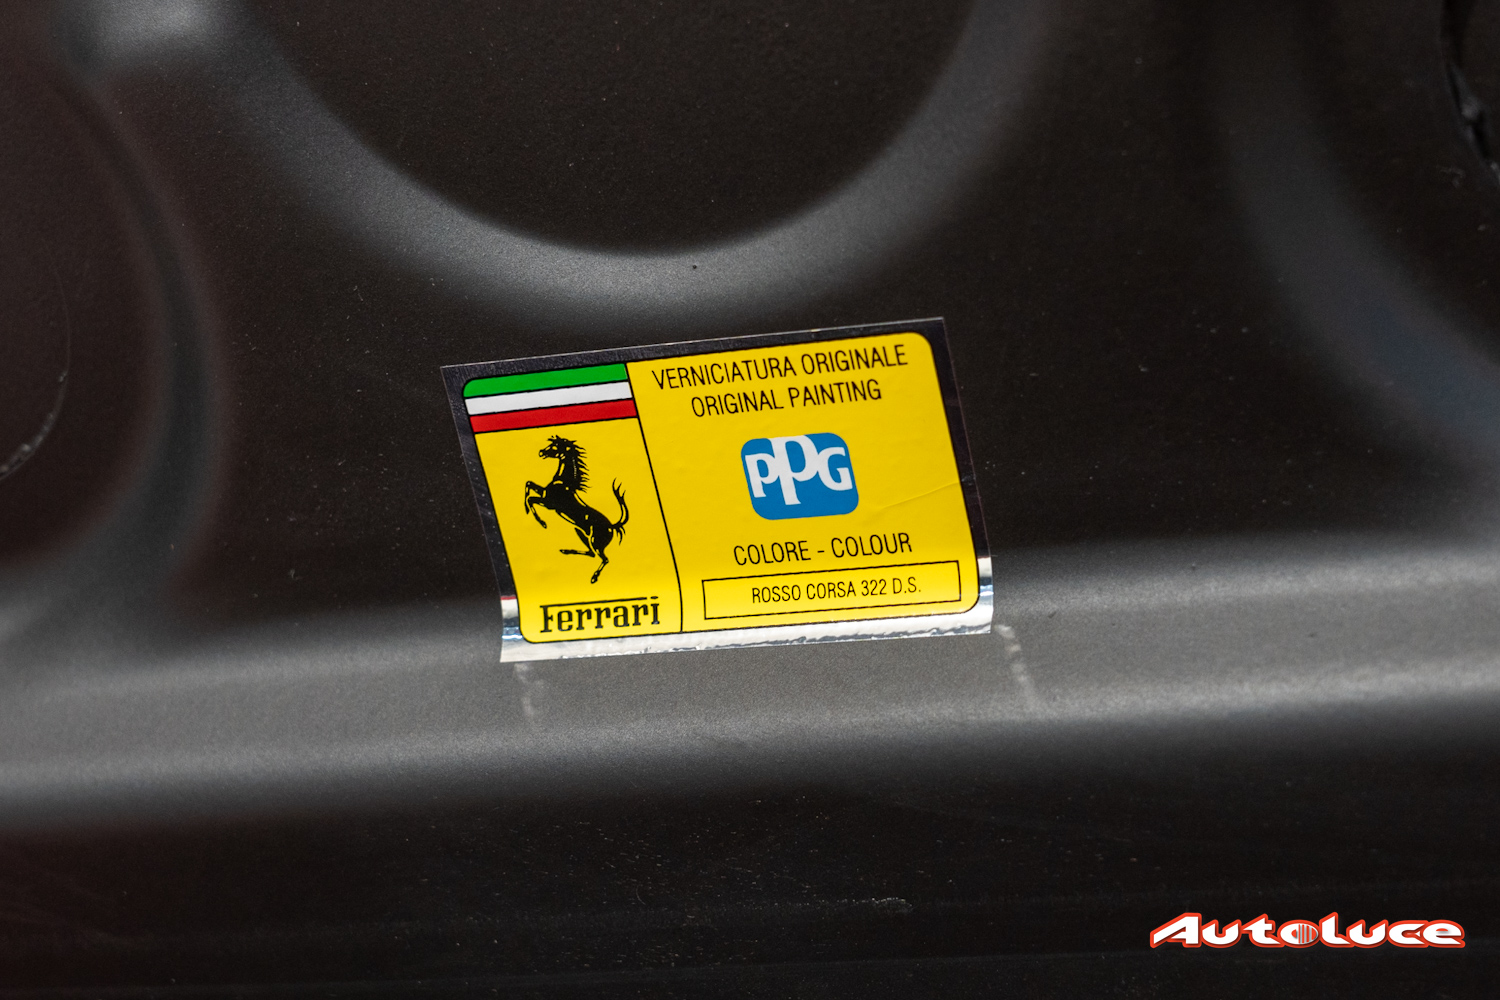 VERNICIATURA ORIGINALE
ORIGINAL PAINTING
PPG
COLORE - COLOUR
ROSSO CORSA 322 D.S.
Ferrari
Autoluce